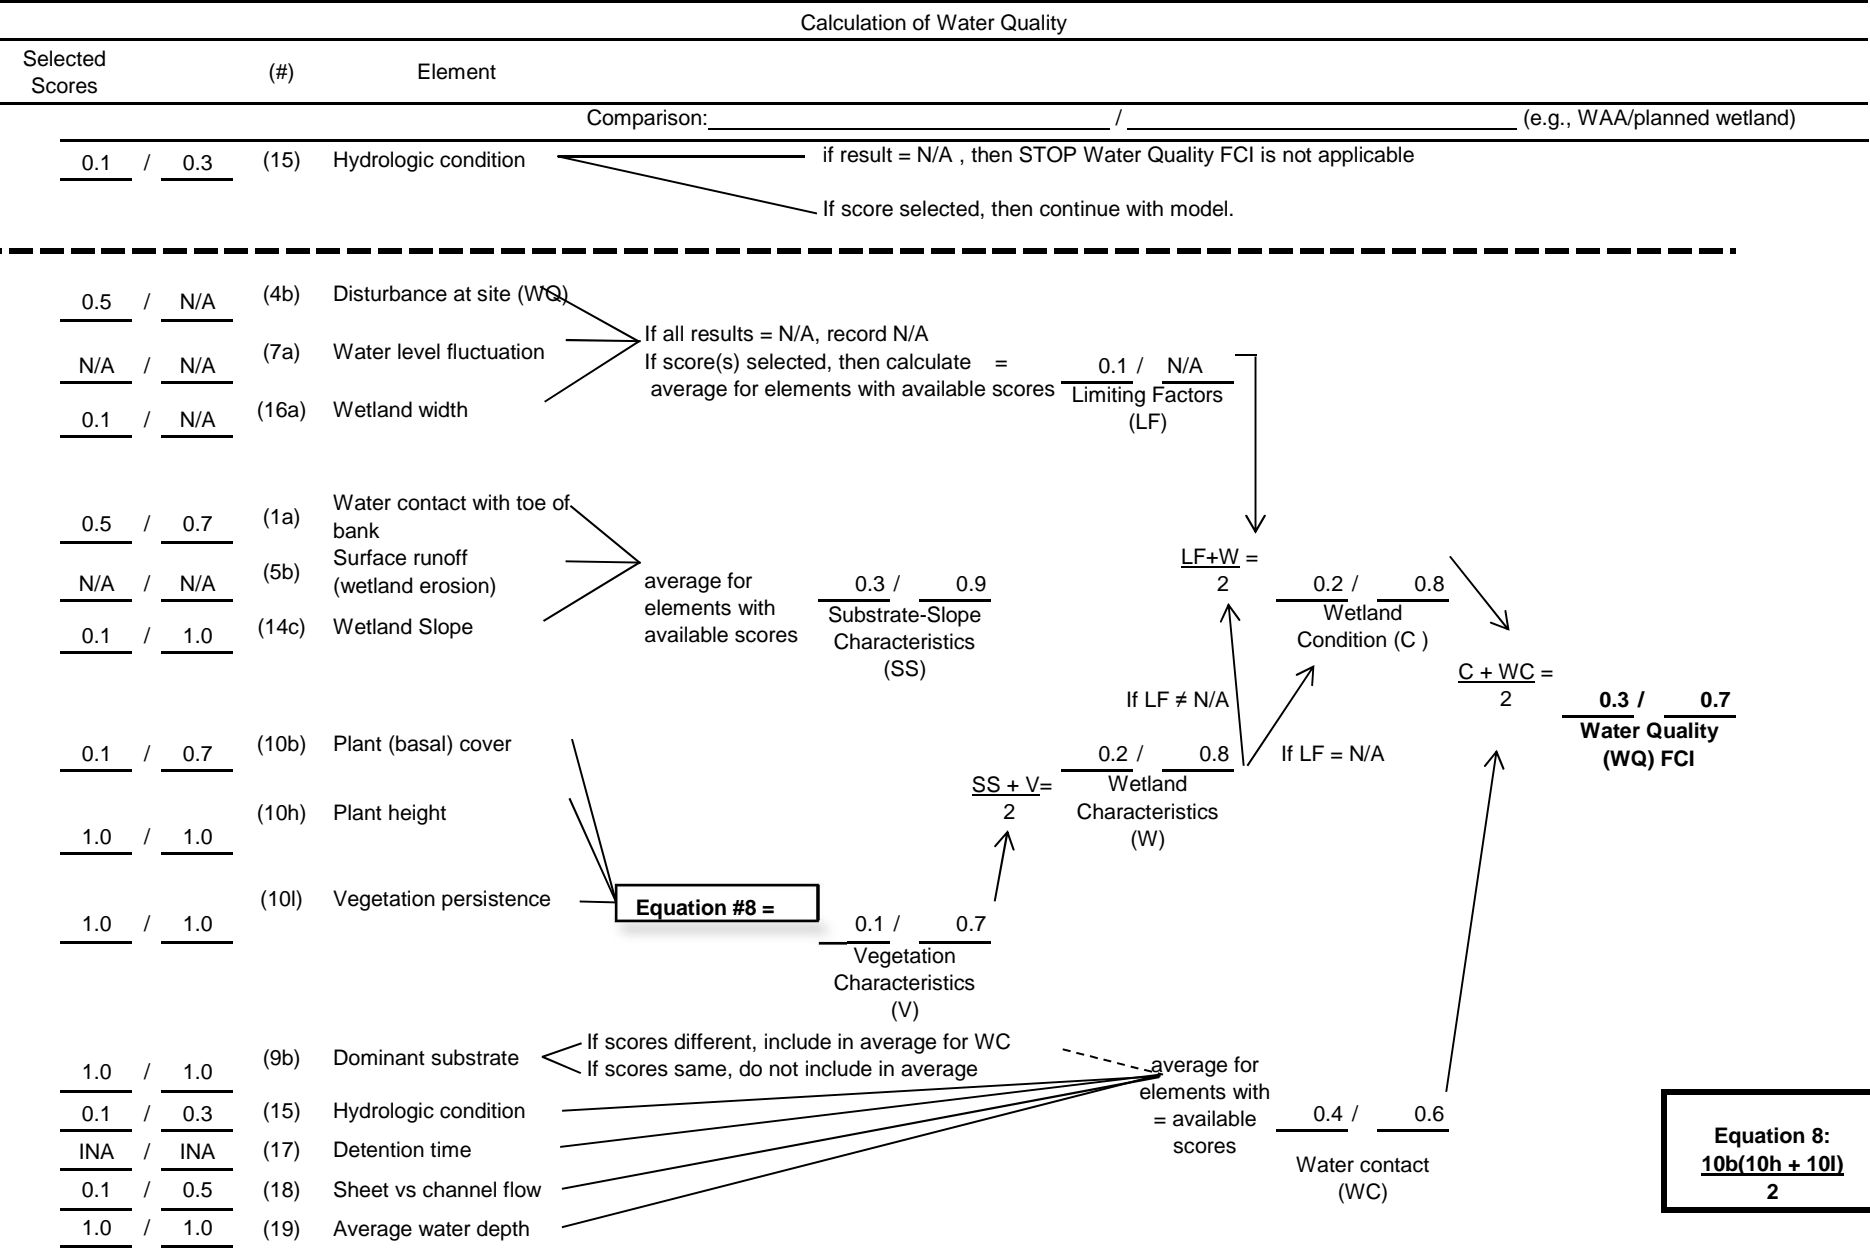 Calculation of Water Quality
Selected
Scores
(#)
Element
Comparison: / (e.g., WAA/planned wetland)
0.1 / 0.3 (15) Hydrologic condition
if result = N/A , then STOP Water Quality FCI is not applicable
If score selected, then continue with model.
0.5 / N/A (4b) Disturbance at site (WQ)
N/A / N/A (7a) Water level fluctuation
0.1 / N/A (16a) Wetland width
If all results = N/A, record N/A
If score(s) selected, then calculate =
average for elements with available scores
0.1 / N/A
Limiting Factors
(LF)
0.5 / 0.7 (1a) Water contact with toe of
bank
N/A / N/A (5b) Surface runoff
(wetland erosion)
0.1 / 1.0 (14c) Wetland Slope
average for
elements with
available scores
0.3 / 0.9
Substrate-Slope
Characteristics
(SS)
LF+W =
2
0.2 / 0.8
Wetland
Condition (C )
If LF ≠ N/A
If LF = N/A
C + WC =
2
0.3 / 0.7
Water Quality
(WQ) FCI
0.1 / 0.7 (10b) Plant (basal) cover
1.0 / 1.0 (10h) Plant height
1.0 / 1.0 (10l) Vegetation persistence
SS + V=
2
0.2 / 0.8
Wetland
Characteristics
(W)
Equation #8 =
0.1 / 0.7
Vegetation
Characteristics
(V)
1.0 / 1.0 (9b) Dominant substrate
If scores different, include in average for WC
If scores same, do not include in average
0.1 / 0.3 (15) Hydrologic condition
INA / INA (17) Detention time
0.1 / 0.5 (18) Sheet vs channel flow
1.0 / 1.0 (19) Average water depth
average for
elements with
= available
scores
0.4 / 0.6
Water contact
(WC)
Equation 8:
10b(10h + 10l)
2